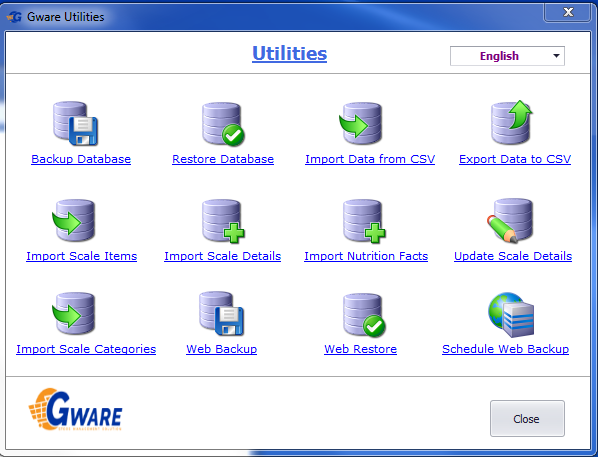 Gware Utilities
Utilities
English
Backup Database
Restore Database
Import Data from CSV
Export Data to CSV
Import Scale Items
Import Scale Details
Import Nutrition Facts
Update Scale Details
Import Scale Categories
Web Backup
Web Restore
Schedule Web Backup
GWARE
Close